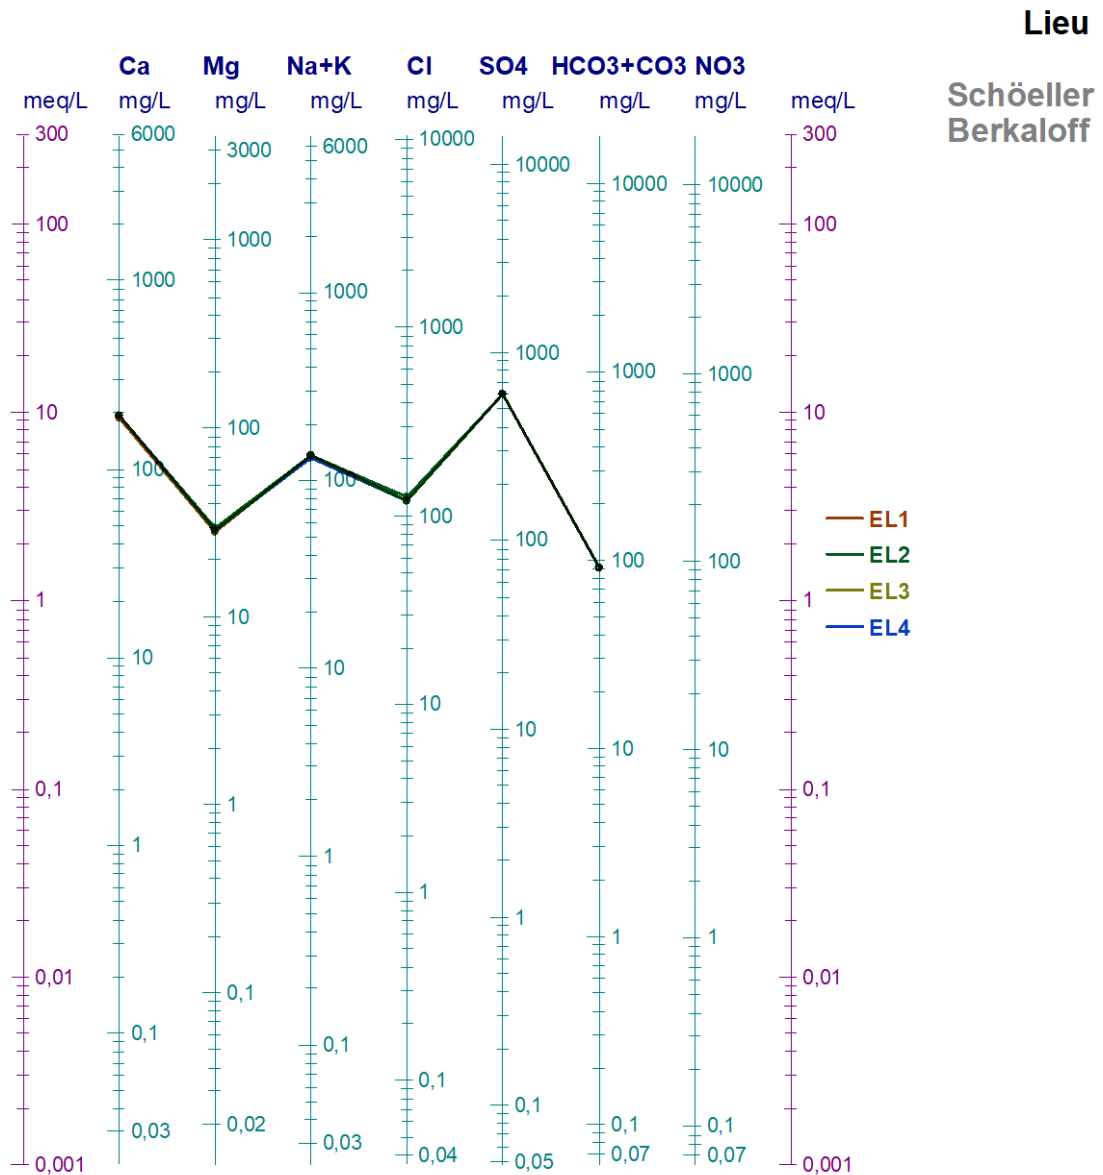 Lieu
Schöeller
Berkaloff
Ca Mg Na+K Cl SO4 HCO3+CO3 NO3
meq/L mg/L mg/L mg/L mg/L mg/L mg/L mg/L meq/L
300 6000 3000 6000 10000 10000 10000 10000 300
100 1000 1000 1000 1000 1000 1000 1000 100
10 100 100 100 100 100 100 100 10
1 10 10 10 10 10 10 10 1
0,1 1 1 1 1 1 1 1 0,1
0,01 0,1 0,1 0,1 0,1 0,1 0,1 0,1 0,01
0,001 0,03 0,02 0,03 0,04 0,05 0,07 0,07 0,001
EL1
EL2
EL3
EL4